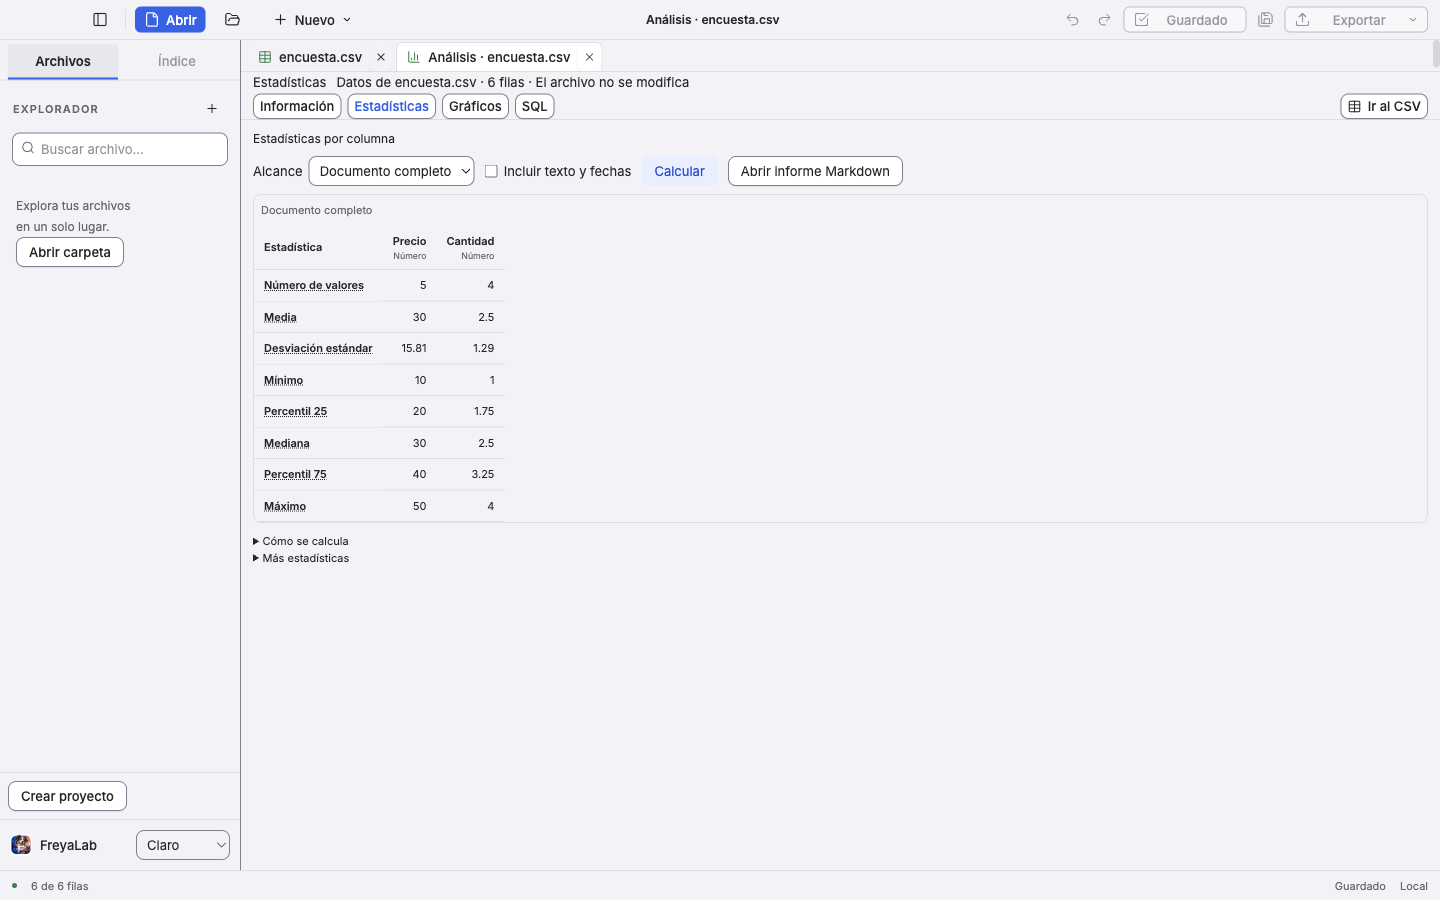 Abrir
Nuevo
Análisis · encuesta.csv
Guardado
Exportar
Archivos
Índice
encuesta.csv
Análisis · encuesta.csv
Estadísticas Datos de encuesta.csv · 6 filas · El archivo no se modifica
Información
Estadísticas
Gráficos
SQL
Ir al CSV
EXPLORADOR
Buscar archivo...
Explora tus archivos
en un solo lugar.
Abrir carpeta
Estadísticas por columna
Alcance Documento completo Incluir texto y fechas Calcular Abrir informe Markdown
Documento completo
Estadística Precio Cantidad
Número Número
Número de valores 5 4
Media 30 2.5
Desviación estándar 15.81 1.29
Mínimo 10 1
Percentil 25 20 1.75
Mediana 30 2.5
Percentil 75 40 3.25
Máximo 50 4
Cómo se calcula
Más estadísticas
Crear proyecto
FreyaLab
Claro
6 de 6 filas
Guardado
Local